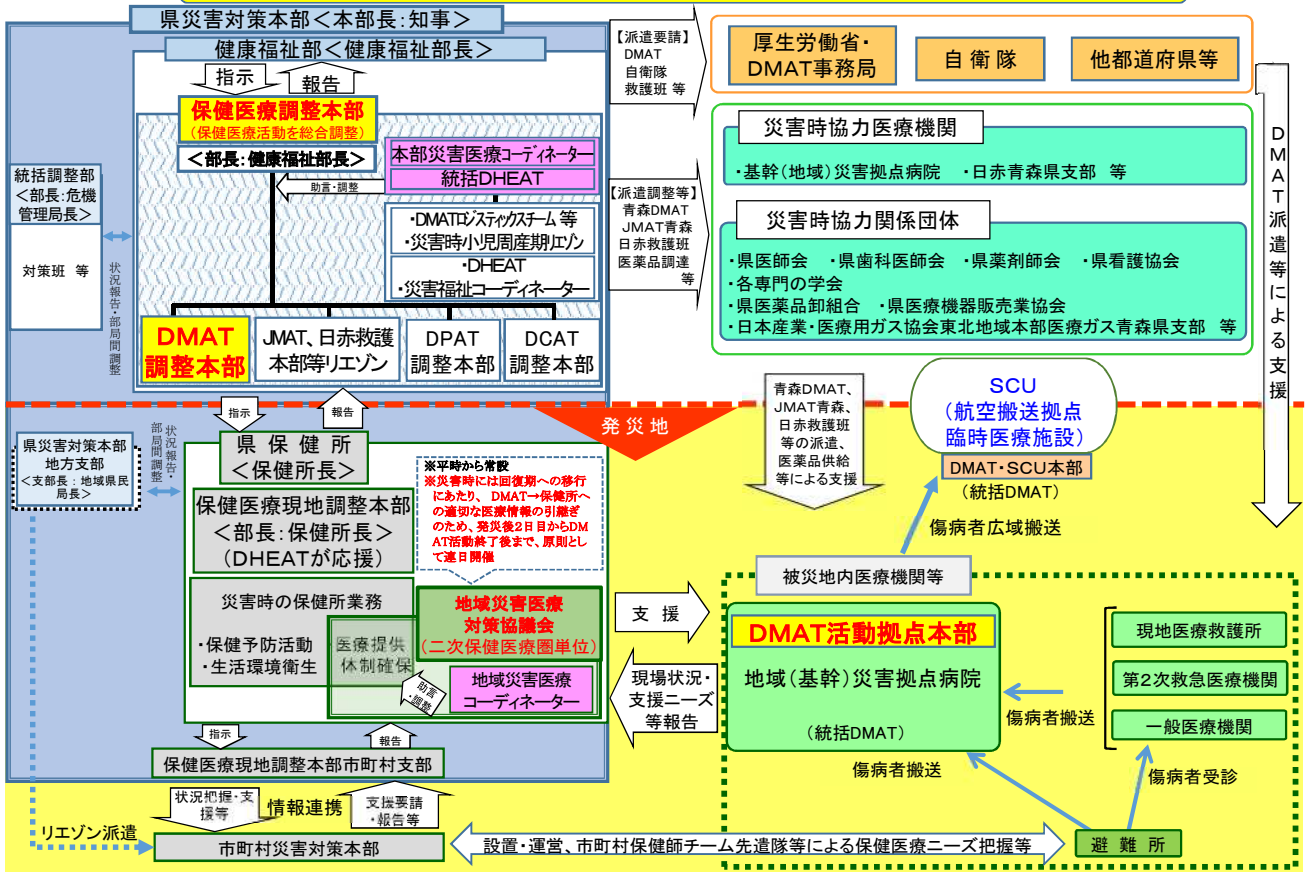 県災害対策本部＜本部長：知事＞
健康福祉部＜健康福祉部長＞
指示
報告
保健医療調整本部
（保健医療活動を総合調整）
＜部長：健康福祉部長＞
本部災害医療コーディネーター
統括DHEAT
助言・調整
・DMATロジスティックスチーム 等
・災害時小児周産期リエゾン
・DHEAT
・災害福祉コーディネーター
統括調整部
＜部長：危機
管理局長＞
対策班 等
状況報告・部局間調整
DMAT
調整本部
JMAT、日赤救護
本部等リエゾン
DPAT
調整本部
DCAT
調整本部
【派遣要請】
DMAT
自衛隊
救護班 等
厚生労働省・
DMAT事務局
自衛隊
他都道府県等
【派遣調整等】
青森DMAT
JMAT青森
日赤救護班
医薬品調達
等
災害時協力医療機関
・基幹（地域）災害拠点病院 ・日赤青森県支部 等
災害時協力関係団体
・県医師会 ・県歯科医師会 ・県薬剤師会 ・県看護協会
・各専門の学会
・県医薬品卸組合 ・県医療機器販売業協会
・日本産業・医療用ガス協会東北地域本部医療ガス青森県支部 等
DMAT派遣等による支援
発災地
青森DMAT、
JMAT青森、
日赤救護班
等の派遣、
医薬品供給
等による支援
SCU
（航空搬送拠点
臨時医療施設）
DMAT・SCU本部
（統括DMAT）
傷病者広域搬送
指示
報告
県災害対策本部
地方支部
＜支部長：地域県民
局長＞
状況報告・
部局間調整
県保健所
＜保健所長＞
保健医療現地調整本部
＜部長：保健所長＞
（DHEATが応援）
※平時から常設
※災害時には回復期への移行
にあたり、DMAT→保健所へ
の適切な医療情報の引継ぎ
のため、発災後2日目からDM
AT活動終了後まで、原則とし
て連日開催
災害時の保健所業務
・保健予防活動
・生活環境衛生
医療提供
体制確保
地域災害医療
対策協議会
（二次保健医療圏単位）
助言
・調整
地域災害医療
コーディネーター
支援
現場状況・
支援ニーズ
等報告
被災地内医療機関等
DMAT活動拠点本部
地域（基幹）災害拠点病院
（統括DMAT）
傷病者搬送
現地医療救護所
第２次救急医療機関
一般医療機関
傷病者搬送
傷病者受診
避難所
指示
報告
保健医療現地調整本部市町村支部
状況把握・支
援等
情報連携
支援要請
・報告等
リエゾン派遣
市町村災害対策本部
設置・運営、市町村保健師チーム先遣隊等による保健医療ニーズ把握等